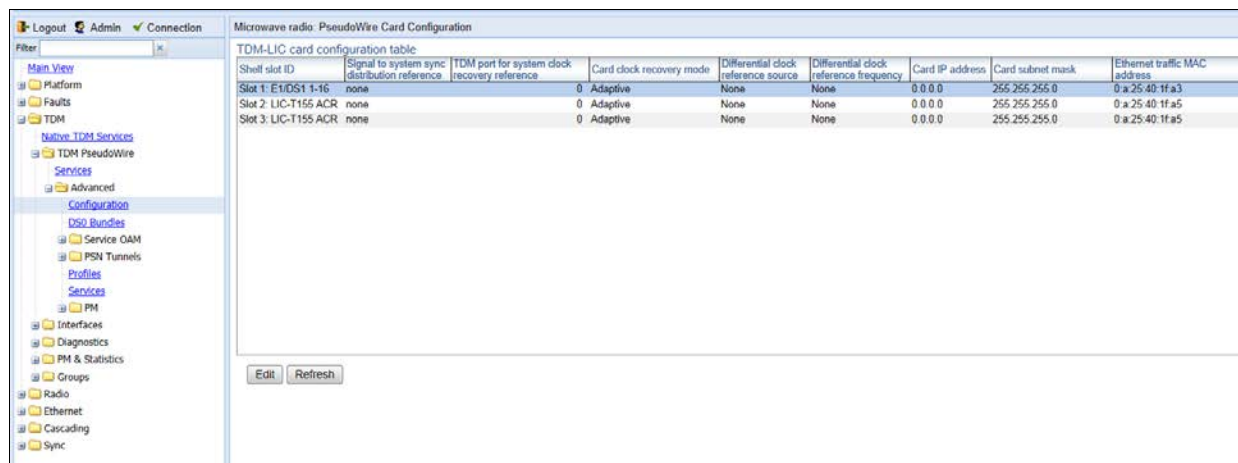 Logout Admin Connection
Microwave radio: PseudoWire Card Configuration
Filter
Main View
Platform
Faults
TDM
Native TDM Services
TDM PseudoWire
Services
Advanced
Configuration
DS0 Bundles
Service OAM
PSN Tunnels
Profiles
Services
PM
Interfaces
Diagnostics
PM & Statistics
Groups
Radio
Ethernet
Cascading
Sync
TDM-LIC card configuration table
Shelf slot ID Signal to system sync distribution reference TDM port for system clock recovery reference Card clock recovery mode Differential clock reference source Differential clock reference frequency Card IP address Card subnet mask Ethernet traffic MAC address
Slot 1: E1/DS1 1-16 none 0 Adaptive None None 0.0.0.0 255.255.255.0 0:a:25:40:1f:a3
Slot 2: LIC-T155 ACR none 0 Adaptive None None 0.0.0.0 255.255.255.0 0:a:25:40:1f:a5
Slot 3: LIC-T155 ACR none 0 Adaptive None None 0.0.0.0 255.255.255.0 0:a:25:40:1f:a5
Edit Refresh